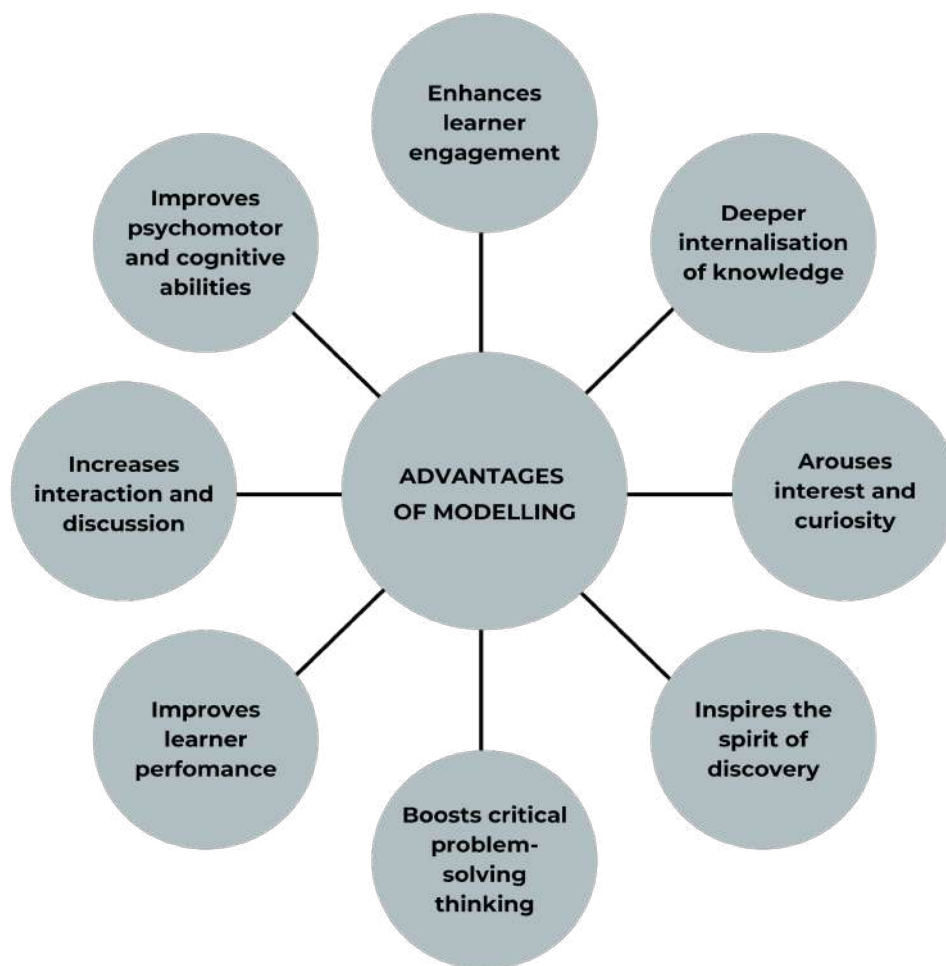 Enhances
learner
engagement
Improves
psychomotor
and cognitive
abilities
Deeper
internalisation
of knowledge
Increases
interaction and
discussion
ADVANTAGES
OF MODELLING
Arouses
interest and
curiosity
Improves
learner
perfomance
Inspires the
spirit of
discovery
Boosts critical
problem-
solving
thinking